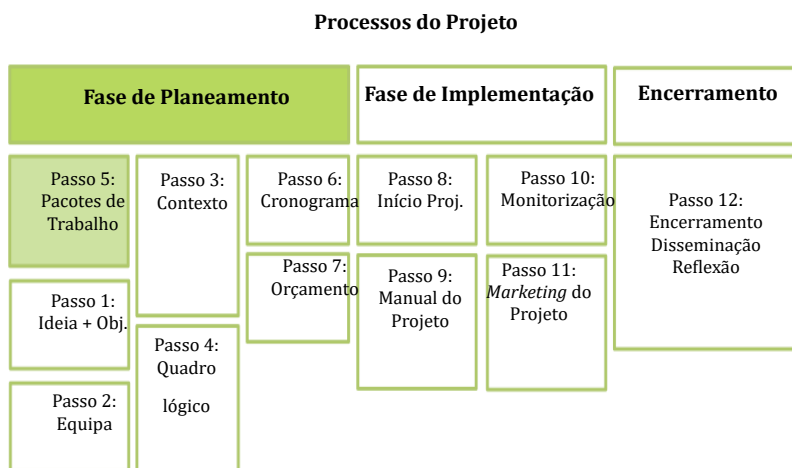 Processos do Projeto
Fase de Planeamento
Fase de Implementação
Encerramento
Passo 5:
Pacotes de
Trabalho
Passo 1:
Ideia + Obj.
Passo 2:
Equipa
Passo 3:
Contexto
Passo 4:
Quadro
lógico
Passo 6:
Cronograma
Passo 7:
Orçamento
Passo 8:
Início Proj.
Passo 9:
Manual do
Projeto
Passo 10:
Monitorização
Passo 11:
Marketing do
Projeto
Passo 12:
Encerramento
Disseminação
Reflexão